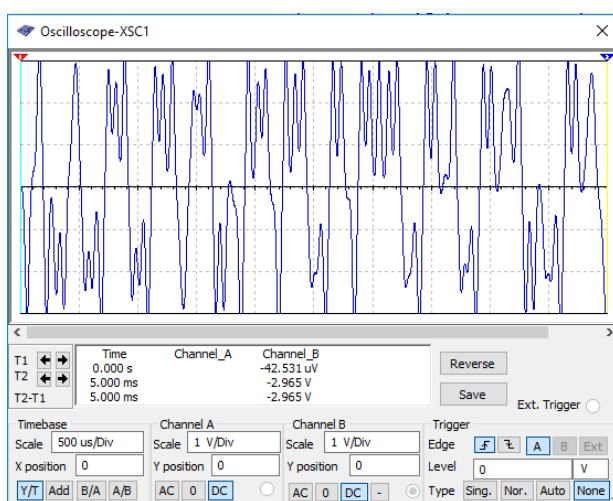 Oscilloscope-XSC1
1
2
Time Channel_A Channel_B
T1 0.000 s -42.531 uV
T2 5.000 ms -2.965 V
T2-T1 5.000 ms -2.965 V
Reverse
Save
Ext. Trigger
Timebase Channel A Channel B Trigger
Scale 500 us/Div Scale 1 V/Div Scale 1 V/Div Edge A B Ext
X position 0 Y position 0 Y position 0 Level 0 V
Y/T Add B/A A/B AC 0 DC AC 0 DC - Type Sing. Nor. Auto None